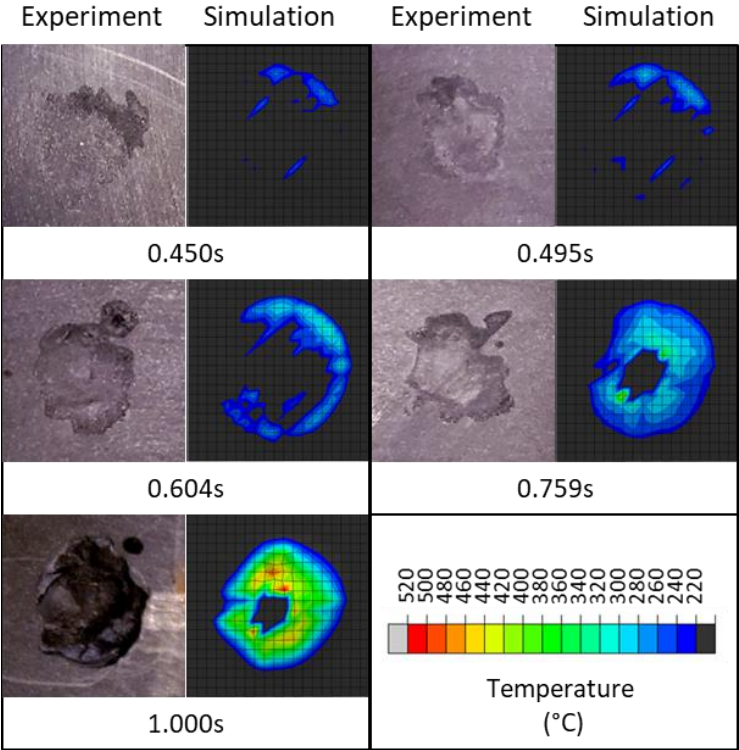 Experiment Simulation Experiment Simulation
0.450s 0.495s
0.604s 0.759s
520 500 480 460 440 420 400 380 360 340 320 300 280 260 240 220
Temperature
(°C)
1.000s